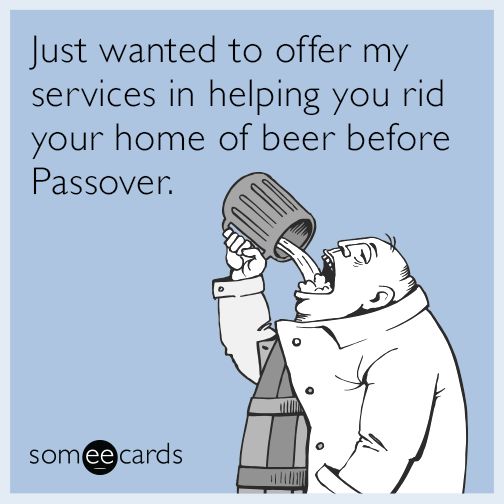 Just wanted to offer my
services in helping you rid
your home of beer before
Passover.
someecards